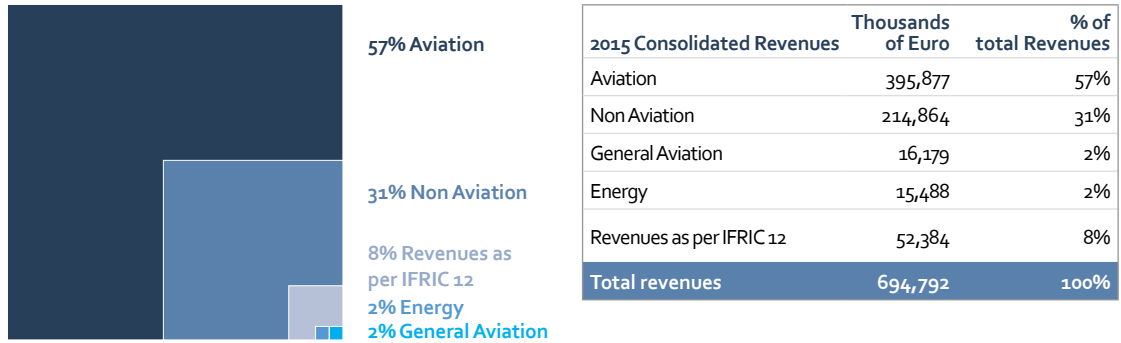 57% Aviation
31% Non Aviation
8% Revenues as
per IFRIC 12
2% Energy
2% General Aviation
Thousands % of
2015 Consolidated Revenues of Euro total Revenues
Aviation 395,877 57%
Non Aviation 214,864 31%
General Aviation 16,179 2%
Energy 15,488 2%
Revenues as per IFRIC 12 52,384 8%
Total revenues 694,792 100%